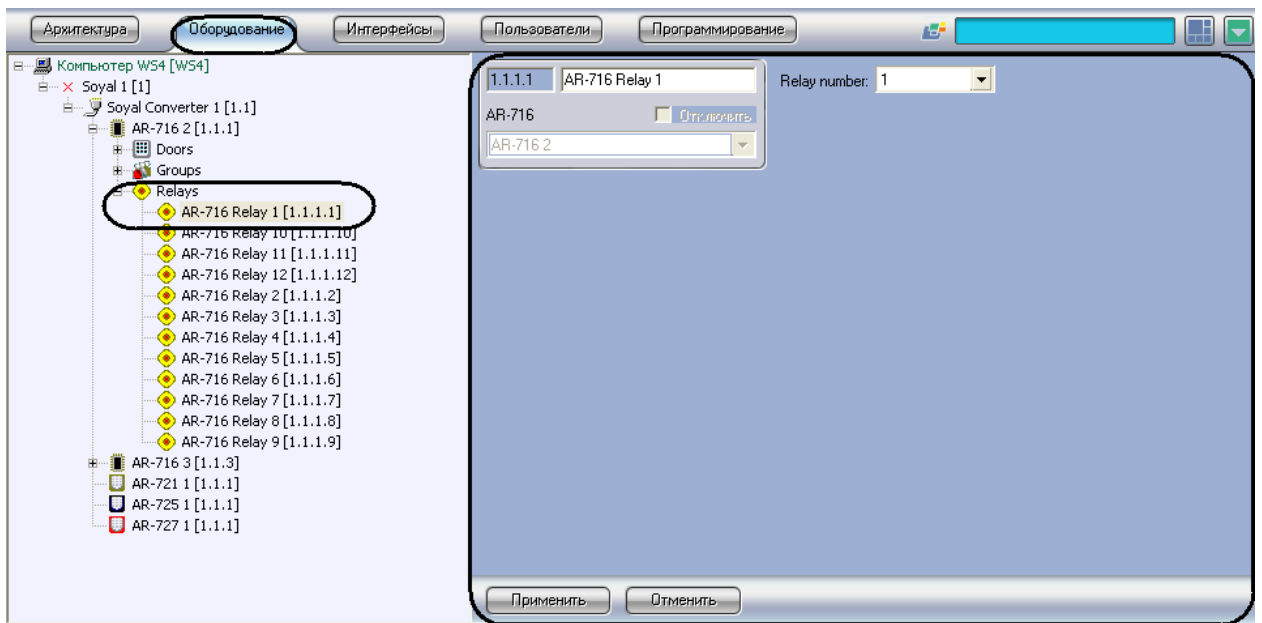 Архитектура Оборудование Интерфейсы Пользователи Программирование
Компьютер WS4 [WS4]
Soyal 1 [1]
Soyal Converter 1 [1.1]
AR-716 2 [1.1.1]
Doors
Groups
Relays
AR-716 Relay 1 [1.1.1.1]
AR-716 Relay 10 [1.1.1.10]
AR-716 Relay 11 [1.1.1.11]
AR-716 Relay 12 [1.1.1.12]
AR-716 Relay 2 [1.1.1.2]
AR-716 Relay 3 [1.1.1.3]
AR-716 Relay 4 [1.1.1.4]
AR-716 Relay 5 [1.1.1.5]
AR-716 Relay 6 [1.1.1.6]
AR-716 Relay 7 [1.1.1.7]
AR-716 Relay 8 [1.1.1.8]
AR-716 Relay 9 [1.1.1.9]
AR-716 3 [1.1.3]
AR-721 1 [1.1.1]
AR-725 1 [1.1.1]
AR-727 1 [1.1.1]
1.1.1.1 AR-716 Relay 1 Relay number: 1
AR-716 Отключить
AR-716 2
Применить Отменить